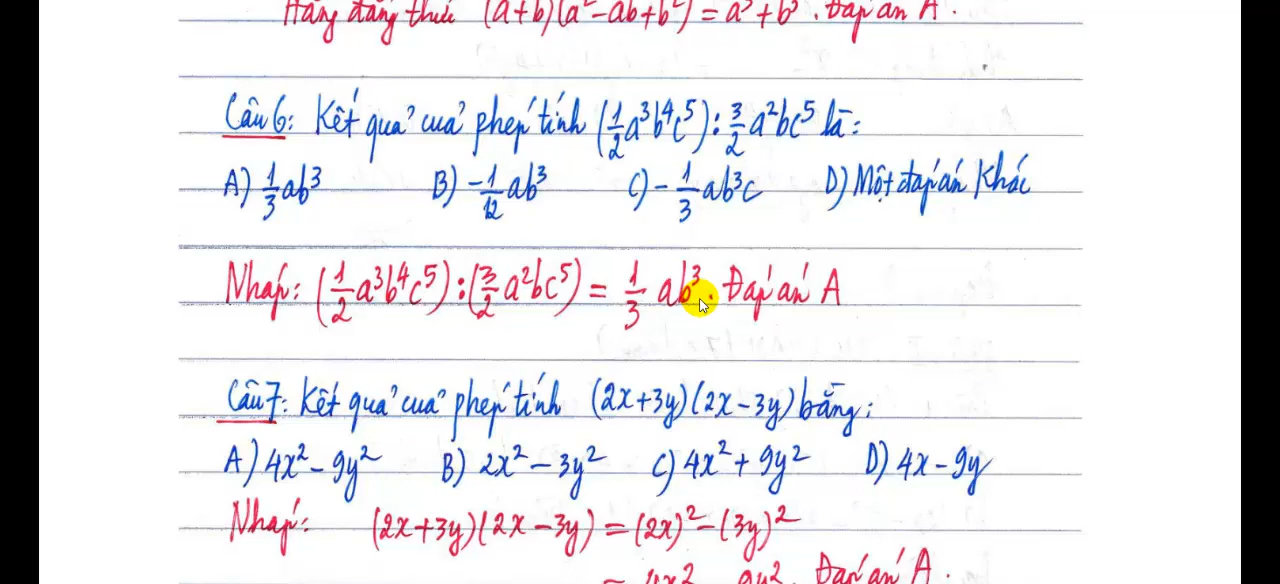 Hằng đẳng thức (a+b)(a²-ab+b²) = a³+b³. Đáp án A.
Câu 6: Kết quả của phép tính (1/2 a³b⁴c⁵) : 3/2 a²bc⁵ là:
A) 1/3 ab³ B) -1/12 ab³ C) -1/3 ab³c D) Một đáp án khác
Nháp: (1/2 a³b⁴c⁵) : (3/2 a²bc⁵) = 1/3 ab³. Đáp án A
Câu 7: Kết quả của phép tính (2x+3y)(2x-3y) bằng:
A) 4x²-9y² B) 2x²-3y² C) 4x²+9y² D) 4x-9y
Nháp: (2x+3y)(2x-3y) = (2x)²-(3y)²
= 4x² - 9y². Đáp án A.